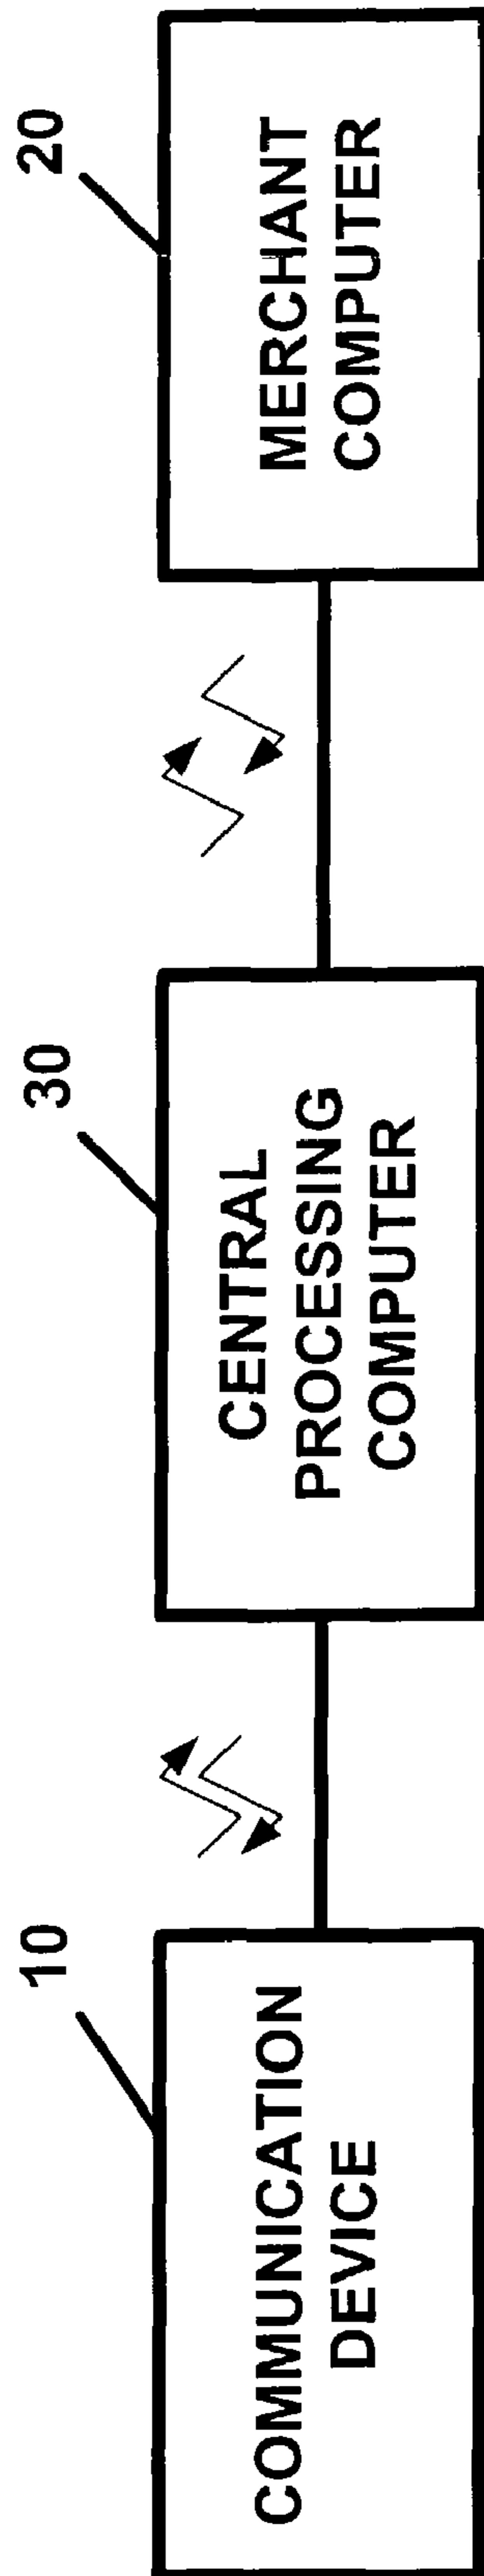 10
COMMUNICATION
DEVICE
30
CENTRAL
PROCESSING
COMPUTER
20
MERCHANT
COMPUTER